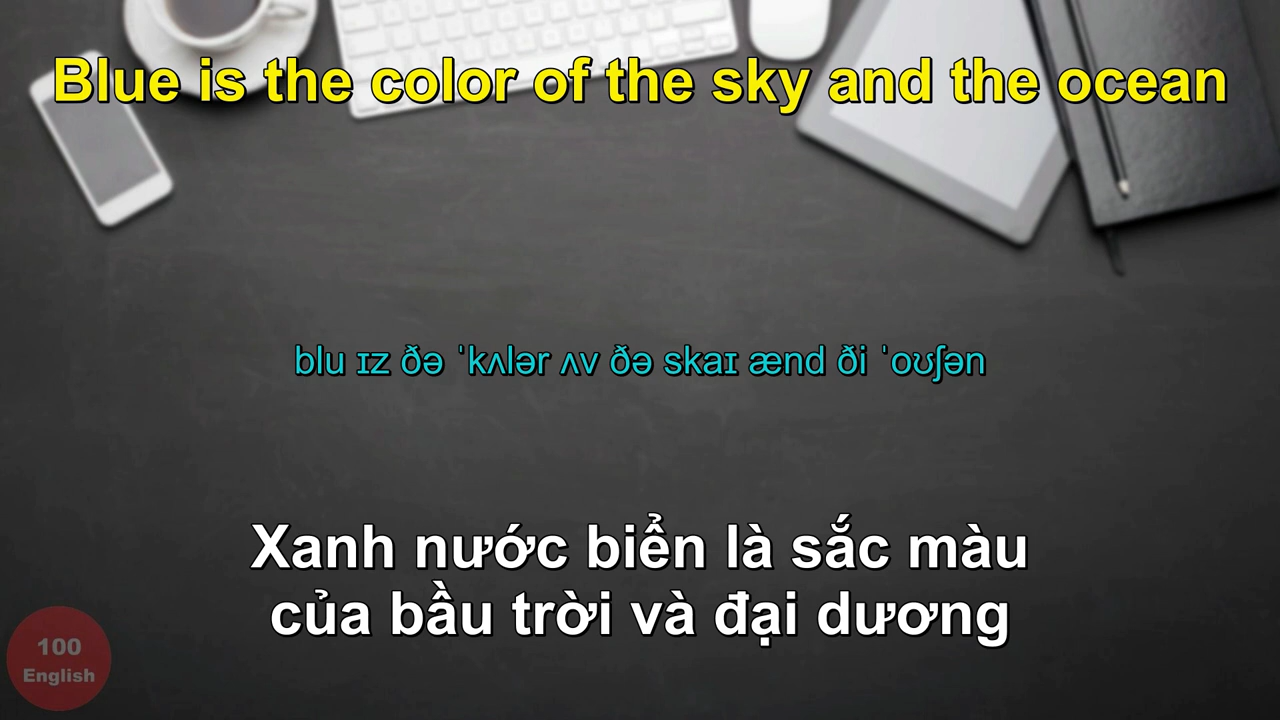 Blue is the color of the sky and the ocean
blu ɪz ðə ˈkʌlər ʌv ðə skaɪ ænd ði ˈoʊʃən
Xanh nước biển là sắc màu
của bầu trời và đại dương
100
English